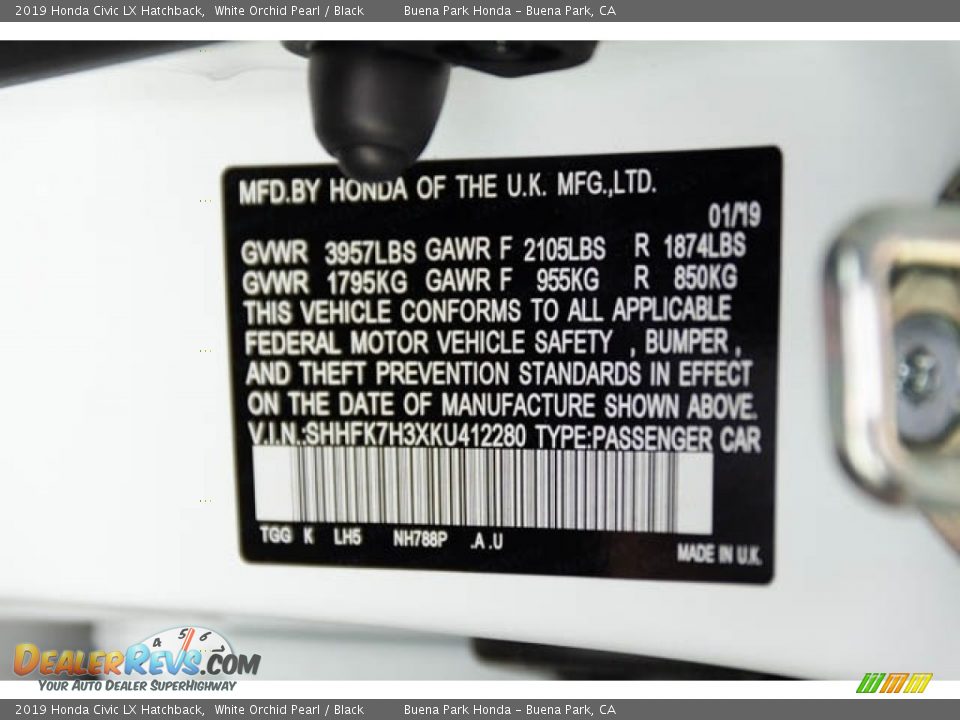 2019 Honda Civic LX Hatchback, White Orchid Pearl / Black Buena Park Honda – Buena Park, CA
MFD.BY HONDA OF THE U.K. MFG.,LTD.
01/19
GVWR 3957LBS GAWR F 2105LBS R 1874LBS
GVWR 1795KG GAWR F 955KG R 850KG
THIS VEHICLE CONFORMS TO ALL APPLICABLE
FEDERAL MOTOR VEHICLE SAFETY , BUMPER ,
AND THEFT PREVENTION STANDARDS IN EFFECT
ON THE DATE OF MANUFACTURE SHOWN ABOVE.
V.I.N.:SHHFK7H3XKU412280 TYPE:PASSENGER CAR
TGG K LH5 NH788P .A .U
MADE IN U.K.
4 5 6
DEALERREVS.COM
YOUR AUTO DEALER SUPERHIGHWAY
2019 Honda Civic LX Hatchback, White Orchid Pearl / Black Buena Park Honda – Buena Park, CA